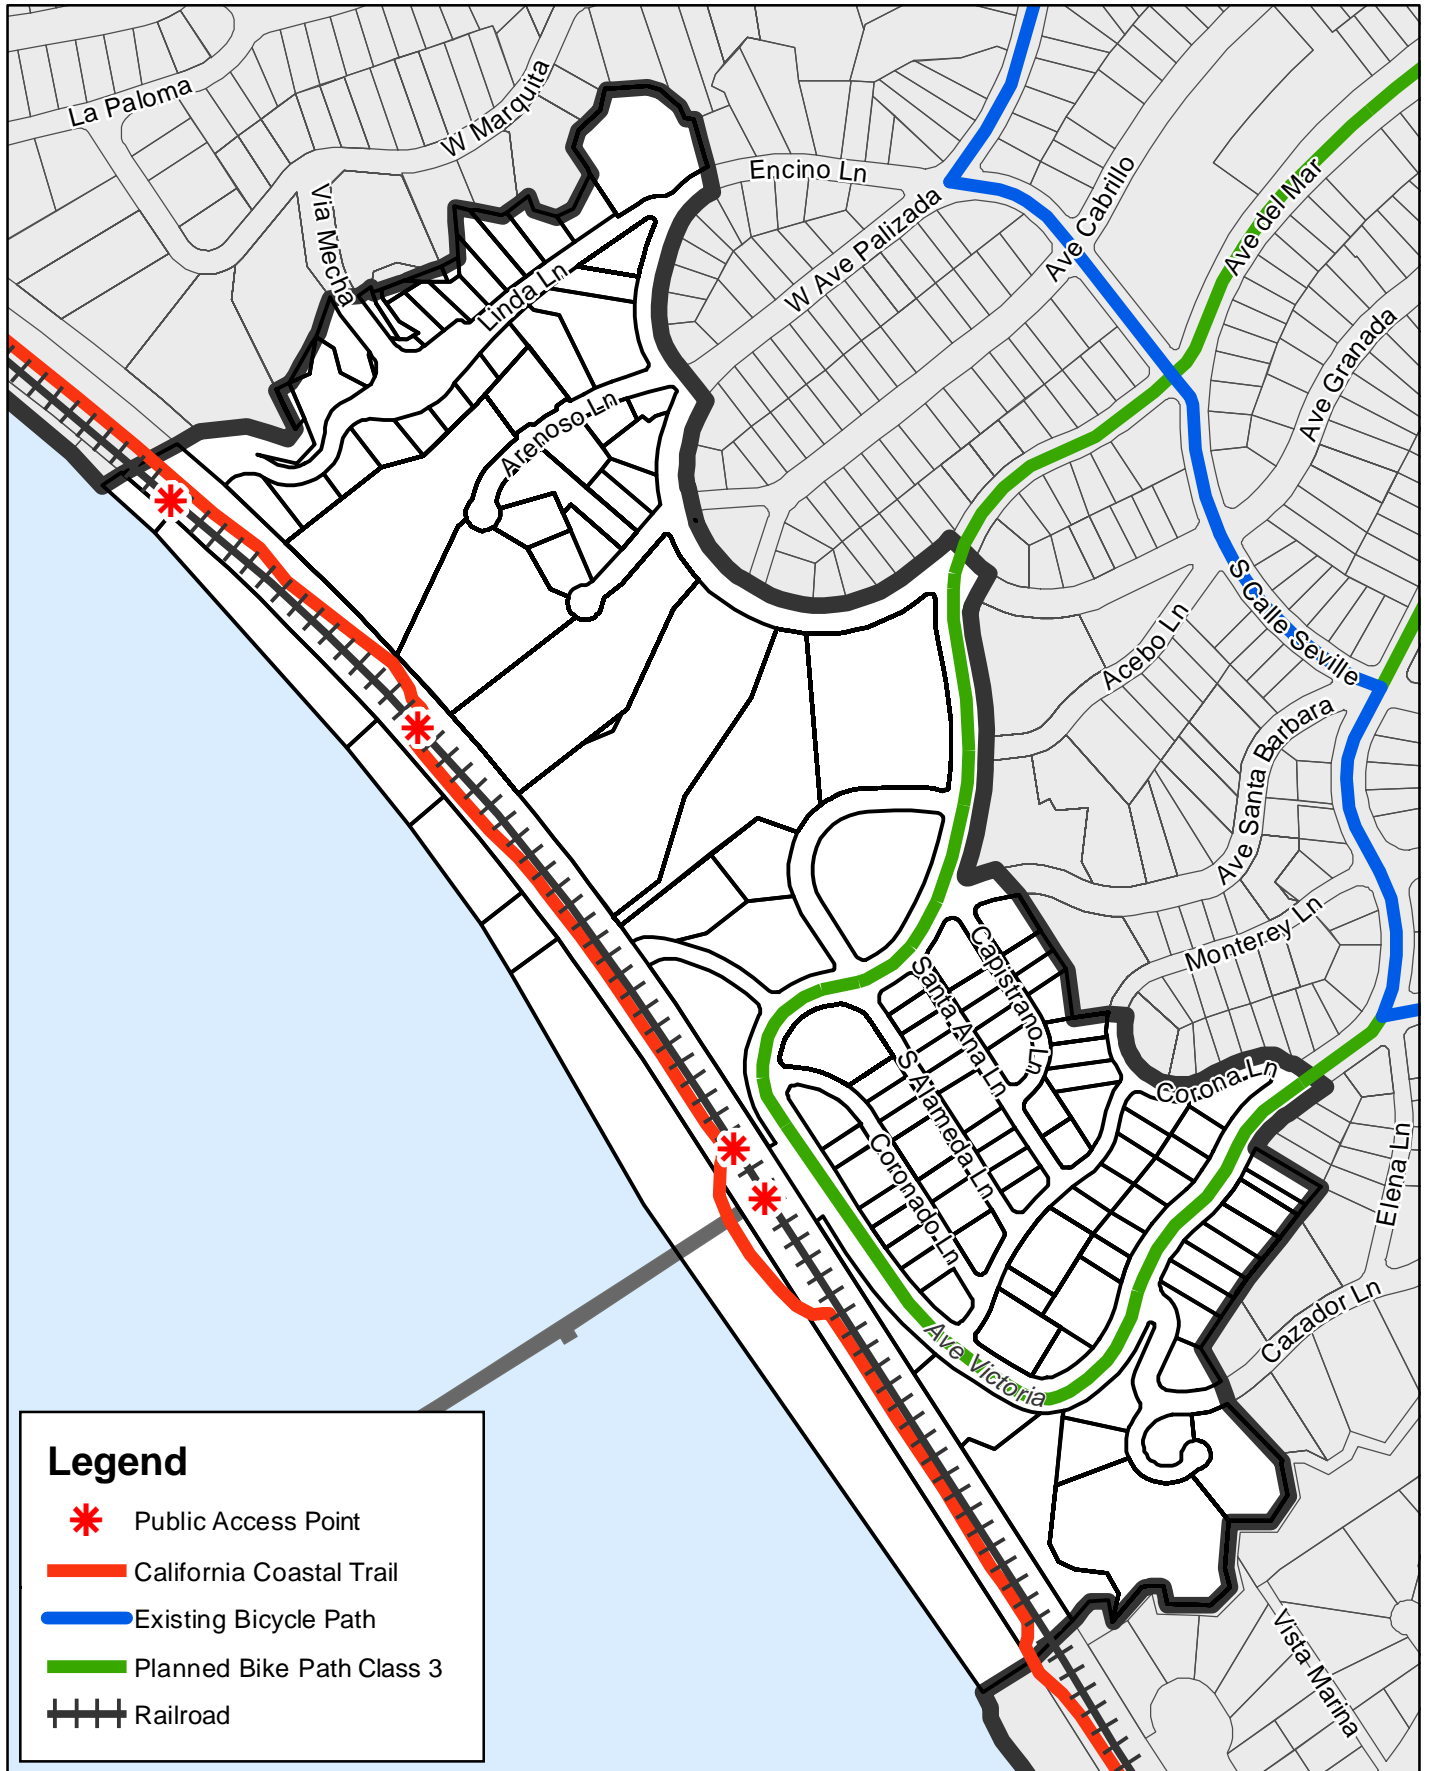 La Paloma
W Marquita
Via Mecha
Encino Ln
W Ave Palizada
Ave Cabrillo
Ave del Mar
Linda Ln
Ave Granada
Arenoso Ln
S Calle Seville
Acebo Ln
Ave Santa Barbara
Monterey Ln
Capistrano Ln
Santa Ana Ln
S Alameda Ln
Corona Ln
Coronado Ln
Elena Ln
Cazador Ln
Ave Victoria
Vista Marina
Legend
Public Access Point
California Coastal Trail
Existing Bicycle Path
Planned Bike Path Class 3
Railroad